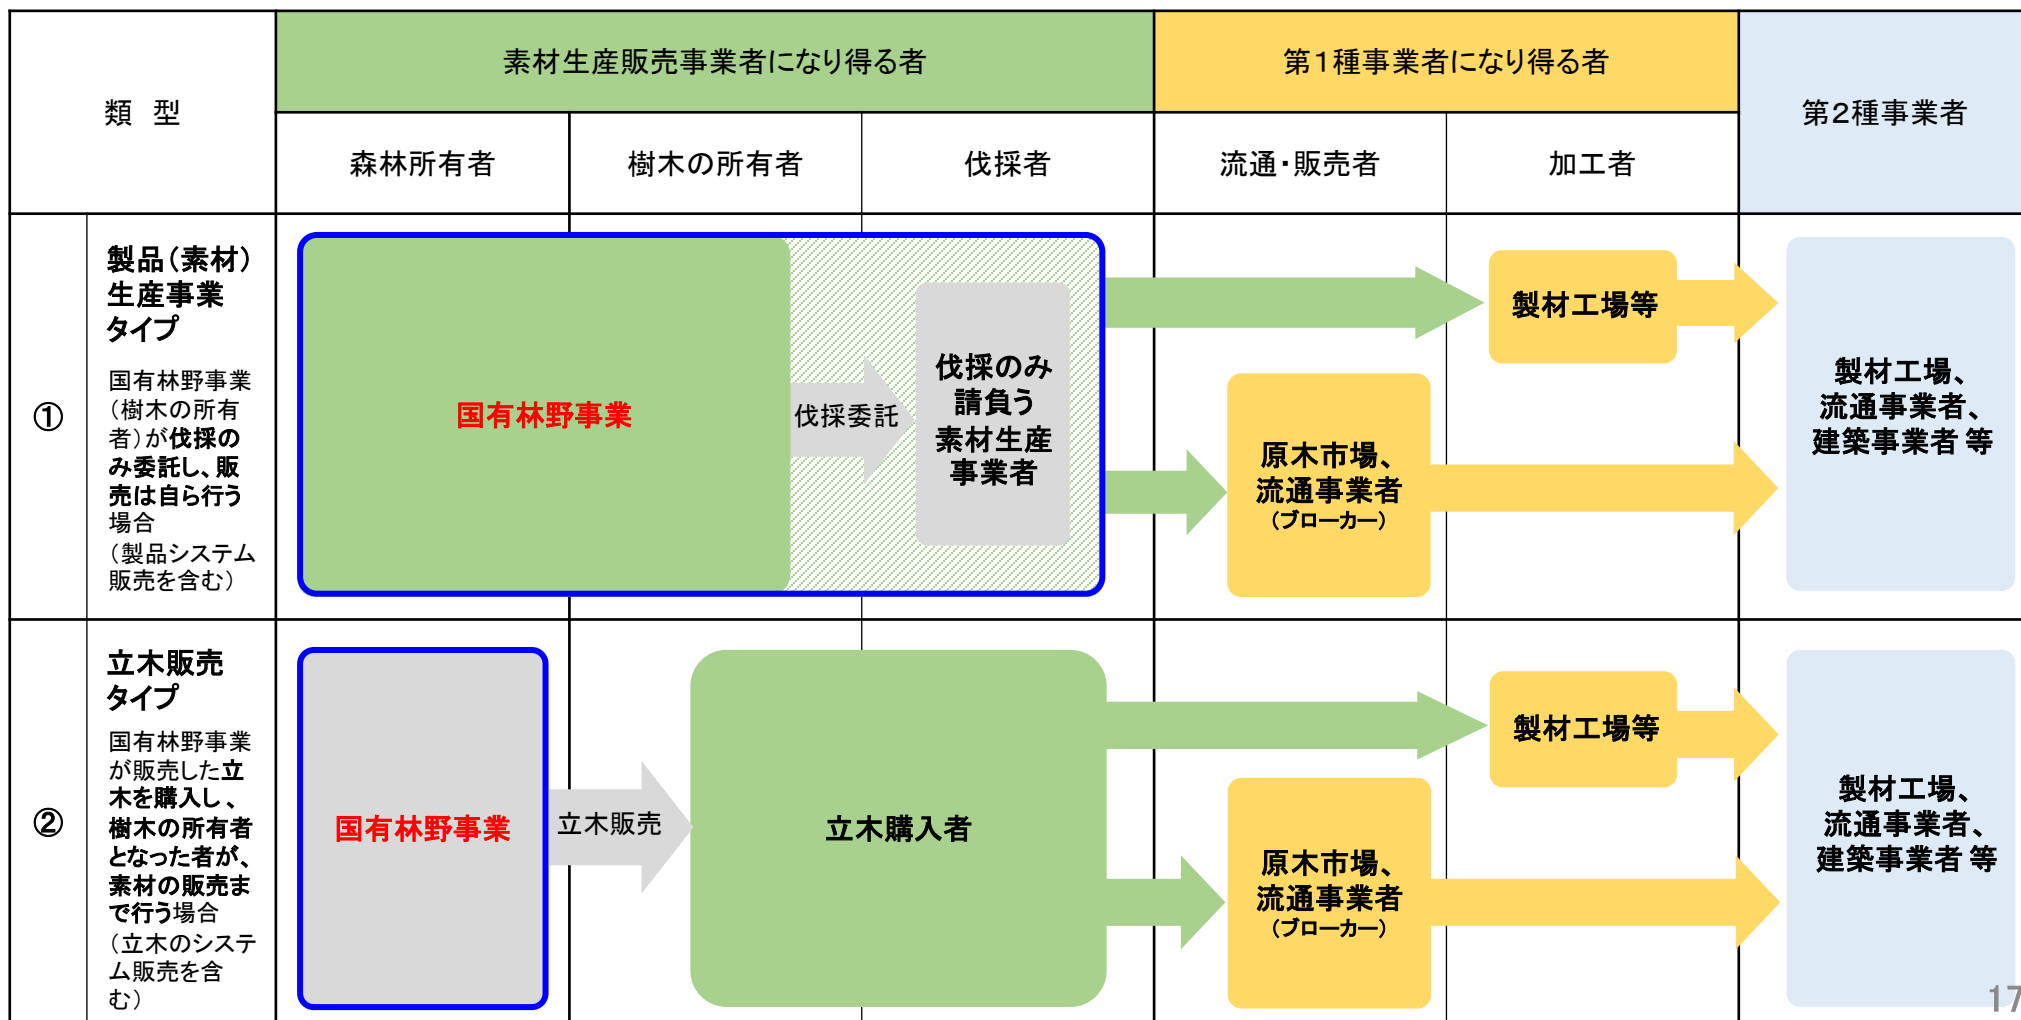 類 型
素材生産販売事業者になり得る者
第1種事業者になり得る者
第2種事業者
森林所有者
樹木の所有者
伐採者
流通・販売者
加工者
①
製品（素材）
生産事業
タイプ
国有林野事業
（樹木の所有
者）が伐採の
み委託し、販
売は自ら行う
場合
（製品システム
販売を含む）
国有林野事業
伐採委託
伐採のみ
請負う
素材生産
事業者
製材工場等
原木市場、
流通事業者
（ブローカー）
製材工場、
流通事業者、
建築事業者 等
②
立木販売
タイプ
国有林野事業
が販売した立
木を購入し、
樹木の所有者
となった者が、
素材の販売ま
で行う場合
（立木のシステ
ム販売を含
む）
国有林野事業
立木販売
立木購入者
製材工場等
原木市場、
流通事業者
（ブローカー）
製材工場、
流通事業者、
建築事業者 等
17